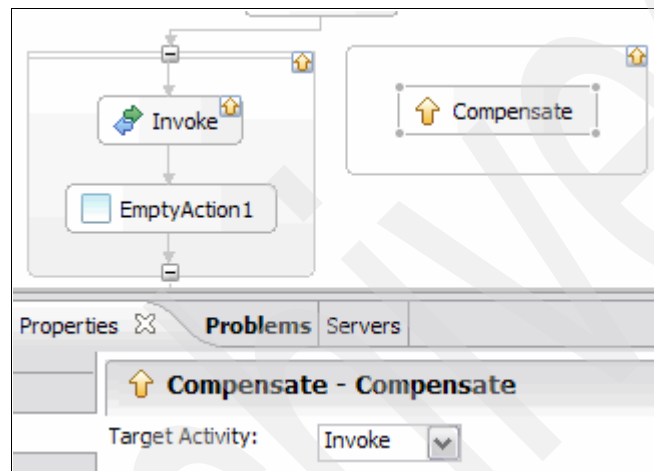 Invoke
Compensate
EmptyAction1
Properties Problems Servers
Compensate - Compensate
Target Activity: Invoke